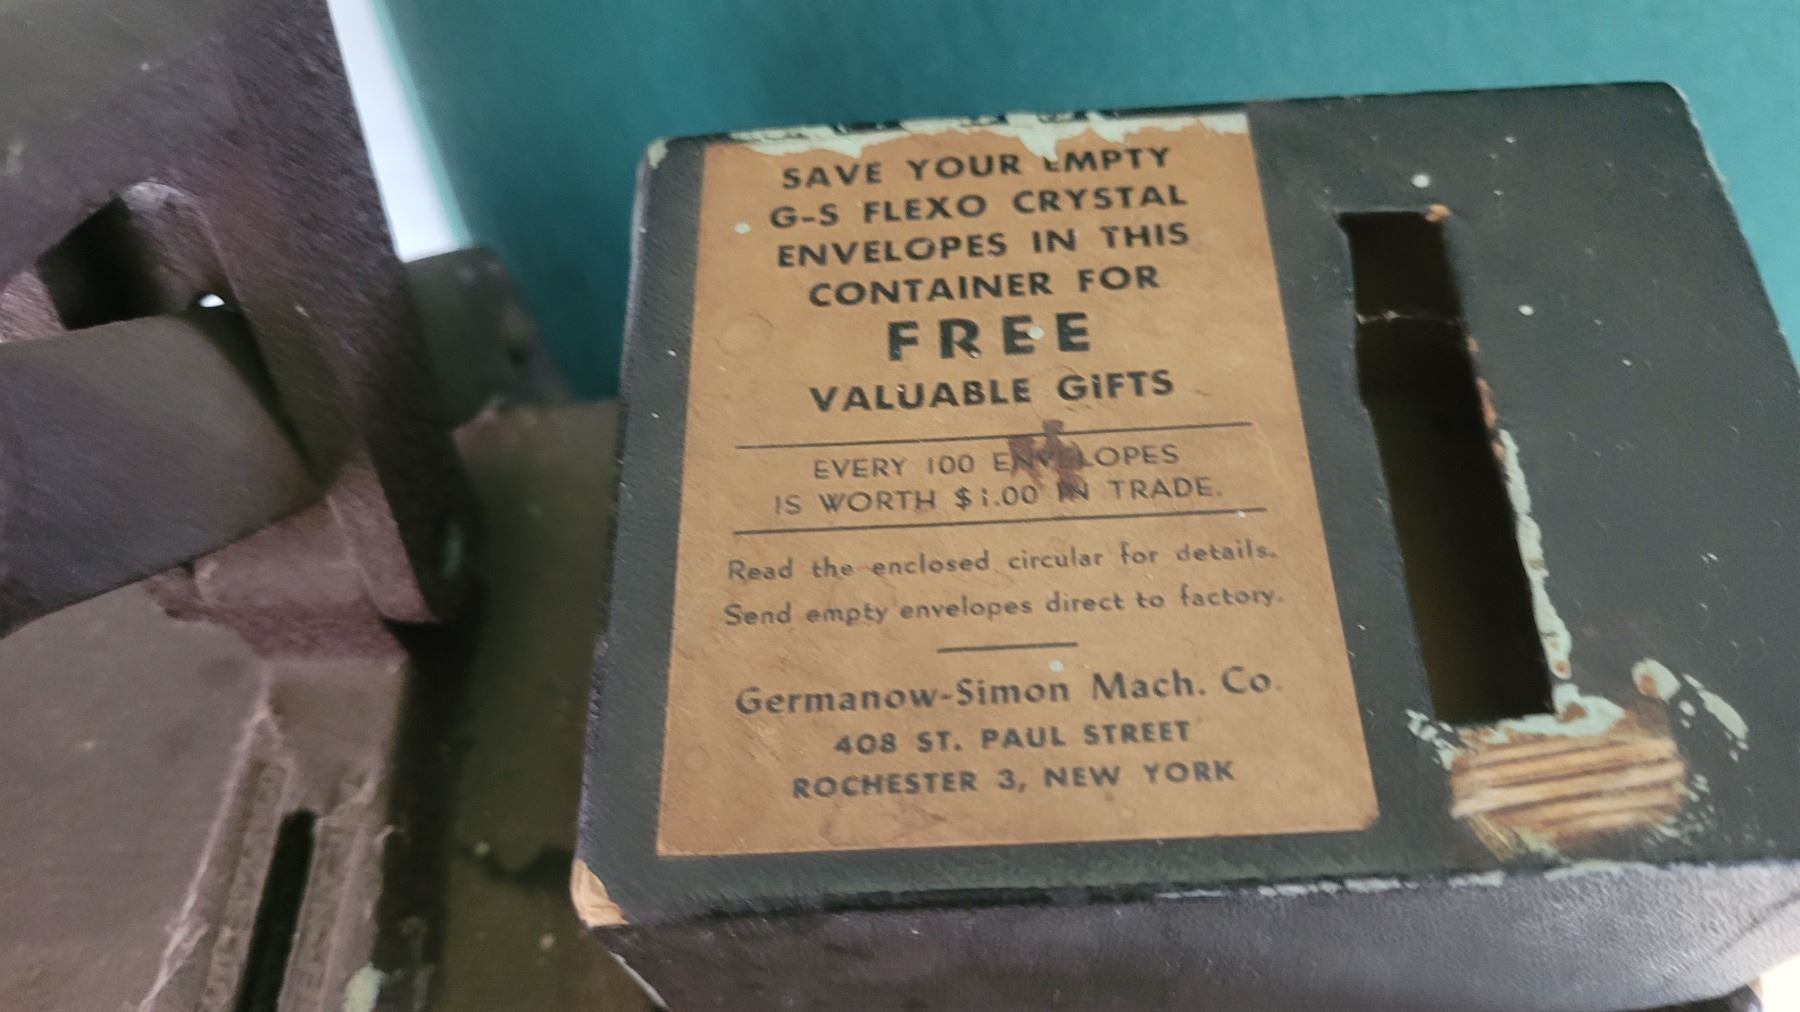 SAVE YOUR EMPTY
G-S FLEXO CRYSTAL
ENVELOPES IN THIS
CONTAINER FOR
FREE
VALUABLE GIFTS
EVERY 100 ENVELOPES
IS WORTH $1.00 IN TRADE.
Read the enclosed circular for details.
Send empty envelopes direct to factory.
Germanow-Simon Mach. Co.
408 ST. PAUL STREET
ROCHESTER 3, NEW YORK